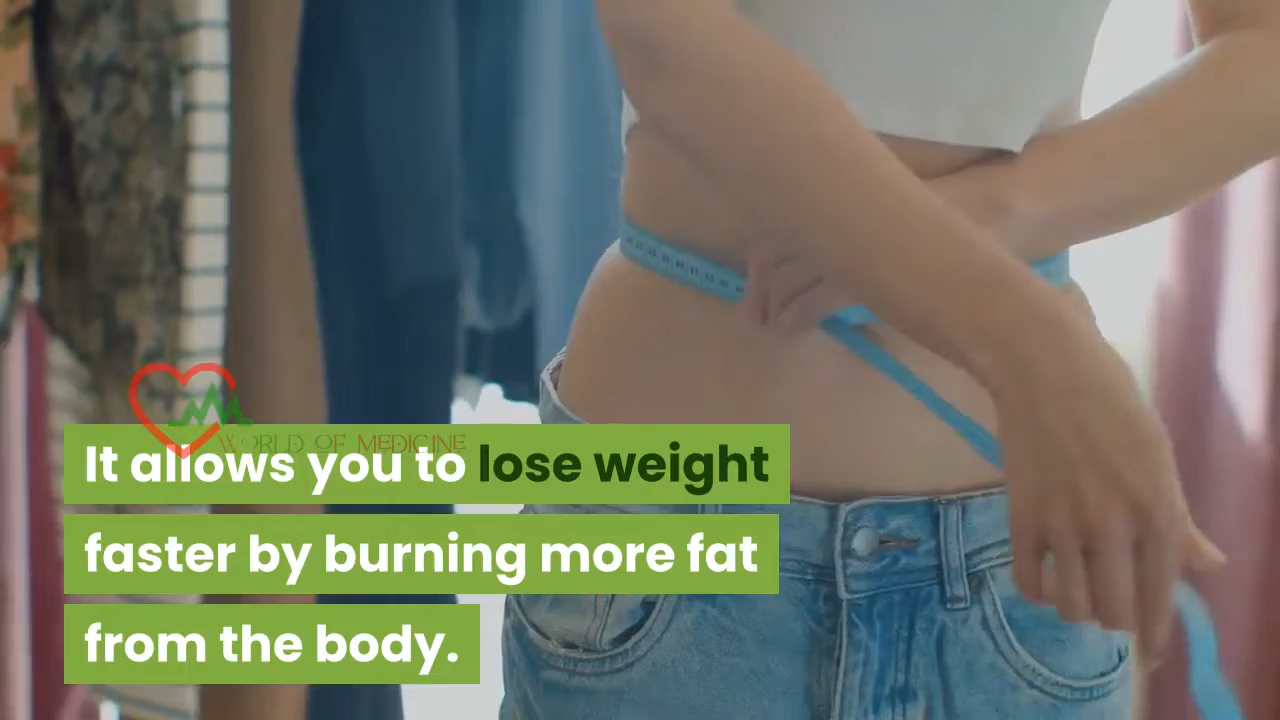 WORLD OF MEDICINE
It allows you to lose weight
faster by burning more fat
from the body.